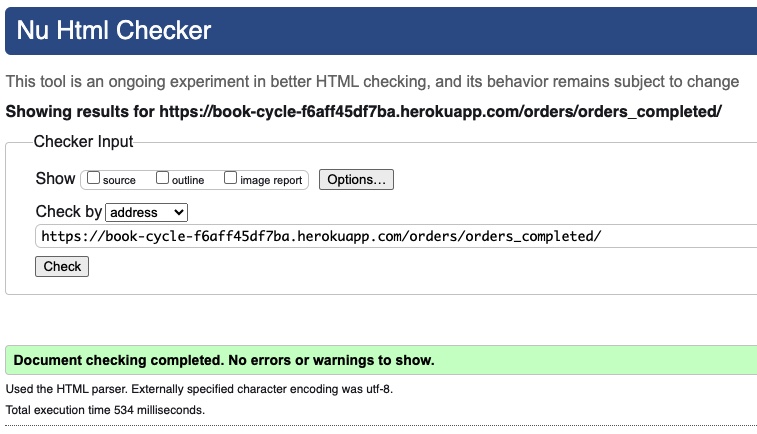 Nu Html Checker
This tool is an ongoing experiment in better HTML checking, and its behavior remains subject to change
Showing results for https://book-cycle-f6aff45df7ba.herokuapp.com/orders/orders_completed/
Checker Input
Show source outline image report Options...
Check by address
https://book-cycle-f6aff45df7ba.herokuapp.com/orders/orders_completed/
Check
Document checking completed. No errors or warnings to show.
Used the HTML parser. Externally specified character encoding was utf-8.
Total execution time 534 milliseconds.